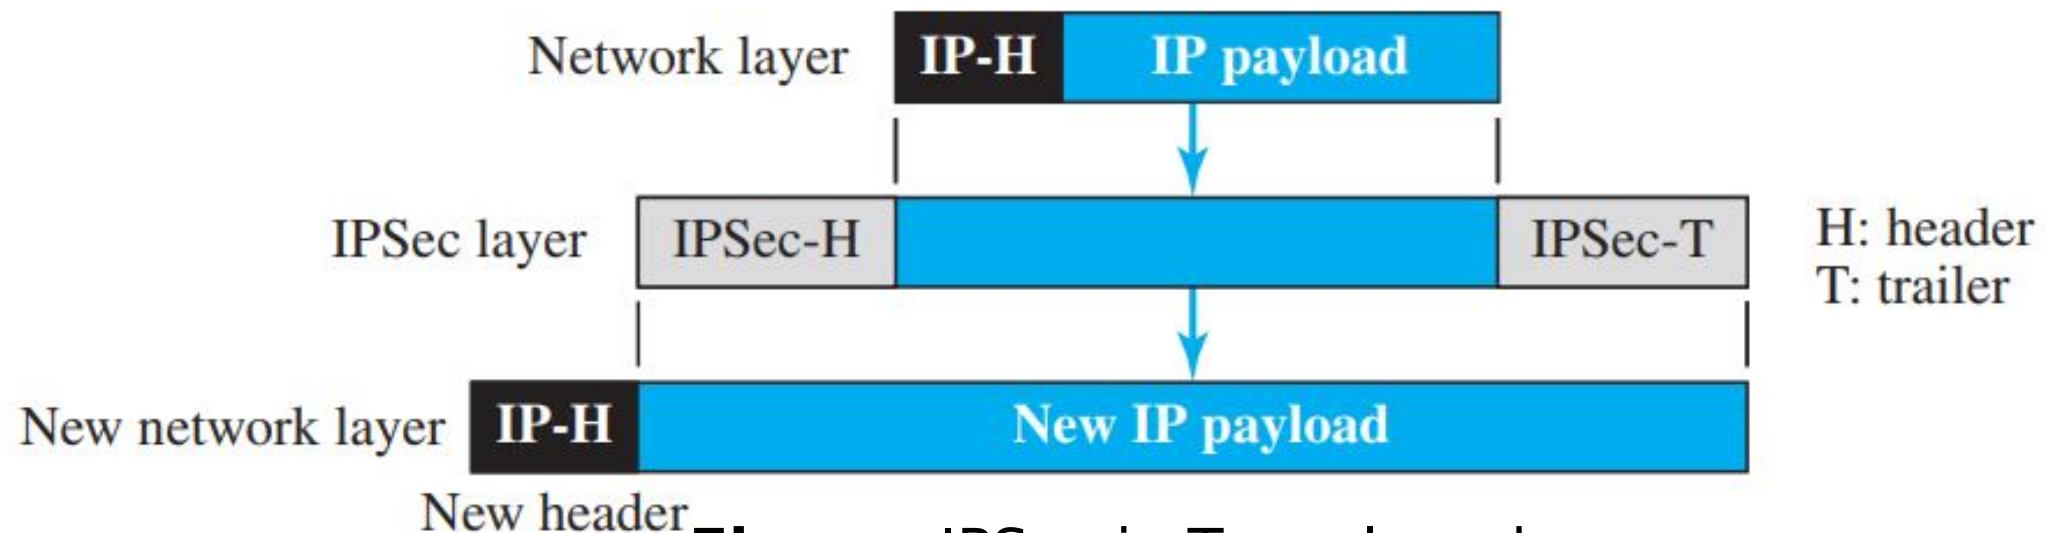 Network layer IP-H IP payload
IPSec layer IPSec-H IPSec-T
H: header
T: trailer
New network layer IP-H New IP payload
New header